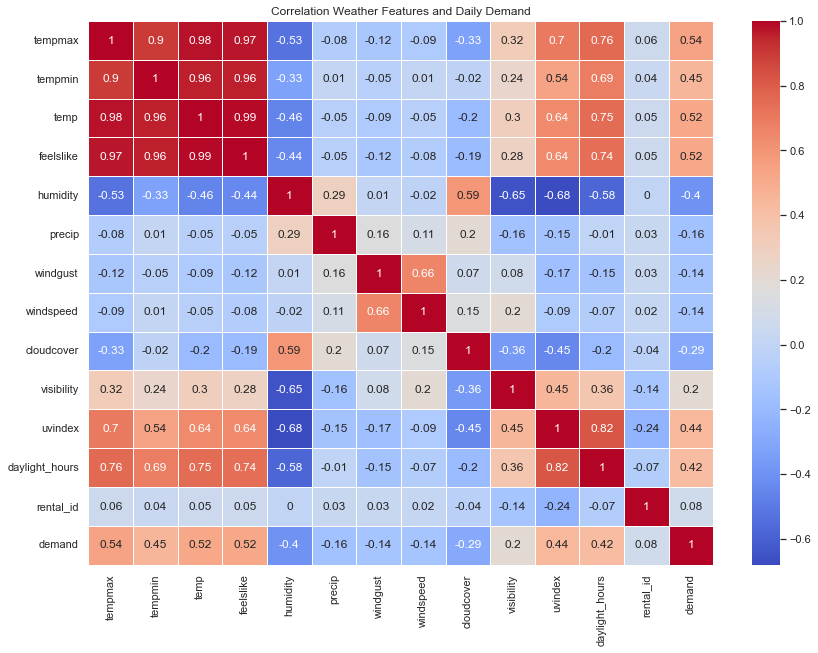 Correlation Weather Features and Daily Demand
tempmax 1 0.9 0.98 0.97 -0.53 -0.08 -0.12 -0.09 -0.33 0.32 0.7 0.76 0.06 0.54
tempmin 0.9 1 0.96 0.96 -0.33 0.01 -0.05 0.01 -0.02 0.24 0.54 0.69 0.04 0.45
temp 0.98 0.96 1 0.99 -0.46 -0.05 -0.09 -0.05 -0.2 0.3 0.64 0.75 0.05 0.52
feelslike 0.97 0.96 0.99 1 -0.44 -0.05 -0.12 -0.08 -0.19 0.28 0.64 0.74 0.05 0.52
humidity -0.53 -0.33 -0.46 -0.44 1 0.29 0.01 -0.02 0.59 -0.65 -0.68 -0.58 0 -0.4
precip -0.08 0.01 -0.05 -0.05 0.29 1 0.16 0.11 0.2 -0.16 -0.15 -0.01 0.03 -0.16
windgust -0.12 -0.05 -0.09 -0.12 0.01 0.16 1 0.66 0.07 0.08 -0.17 -0.15 0.03 -0.14
windspeed -0.09 0.01 -0.05 -0.08 -0.02 0.11 0.66 1 0.15 0.2 -0.09 -0.07 0.02 -0.14
cloudcover -0.33 -0.02 -0.2 -0.19 0.59 0.2 0.07 0.15 1 -0.36 -0.45 -0.2 -0.04 -0.29
visibility 0.32 0.24 0.3 0.28 -0.65 -0.16 0.08 0.2 -0.36 1 0.45 0.36 -0.14 0.2
uvindex 0.7 0.54 0.64 0.64 -0.68 -0.15 -0.17 -0.09 -0.45 0.45 1 0.82 -0.24 0.44
daylight_hours 0.76 0.69 0.75 0.74 -0.58 -0.01 -0.15 -0.07 -0.2 0.36 0.82 1 -0.07 0.42
rental_id 0.06 0.04 0.05 0.05 0 0.03 0.03 0.02 -0.04 -0.14 -0.24 -0.07 1 0.08
demand 0.54 0.45 0.52 0.52 -0.4 -0.16 -0.14 -0.14 -0.29 0.2 0.44 0.42 0.08 1
tempmax tempmin temp feelslike humidity precip windgust windspeed cloudcover visibility uvindex daylight_hours rental_id demand
1.0
0.8
0.6
0.4
0.2
0.0
−0.2
−0.4
−0.6